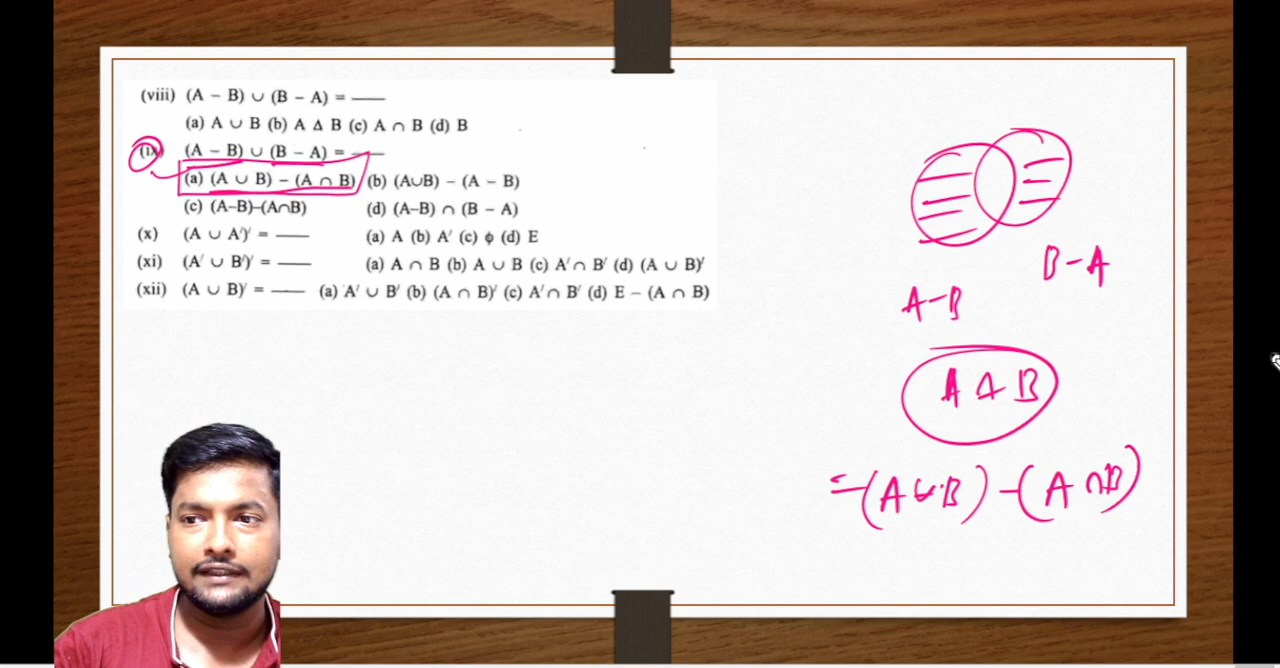 (viii) (A − B) ∪ (B − A) = ——
(a) A ∪ B (b) A Δ B (c) A ∩ B (d) B
(ix) (A − B) ∪ (B − A) = ——
(a) (A ∪ B) − (A ∩ B) (b) (A∪B) − (A − B)
(c) (A−B)−(A∩B) (d) (A−B) ∩ (B − A)
(x) (A ∪ A′)′ = —— (a) A (b) A′ (c) ϕ (d) E
(xi) (A′ ∪ B′)′ = —— (a) A ∩ B (b) A ∪ B (c) A′∩ B′ (d) (A ∪ B)′
(xii) (A ∪ B)′ = —— (a) A′ ∪ B′ (b) (A ∩ B)′ (c) A′∩ B′ (d) E − (A ∩ B)
B-A
A-B
A Δ B
=(A∪B)-(A∩B)